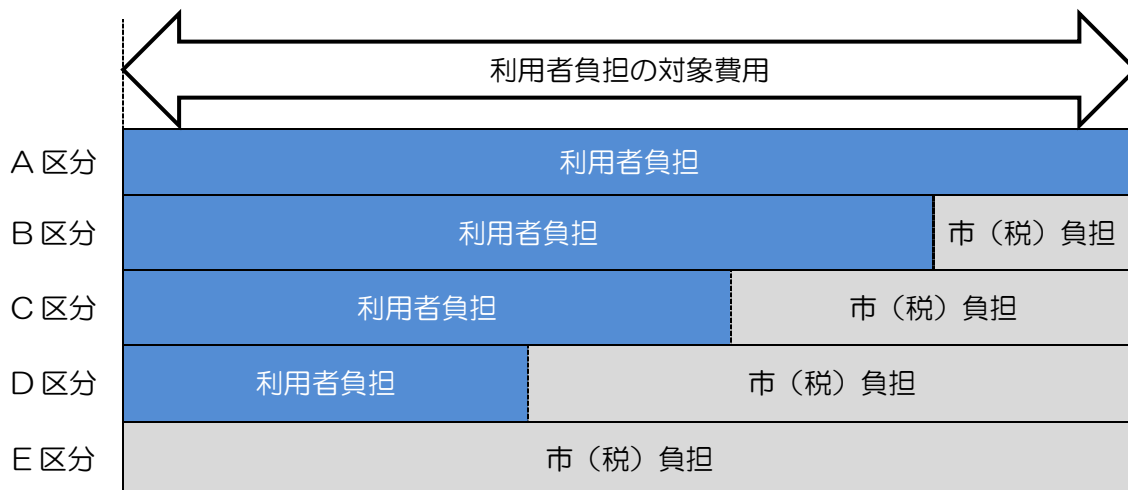 利用者負担の対象費用
A区分 利用者負担
B区分 利用者負担 市（税）負担
C区分 利用者負担 市（税）負担
D区分 利用者負担 市（税）負担
E区分 市（税）負担